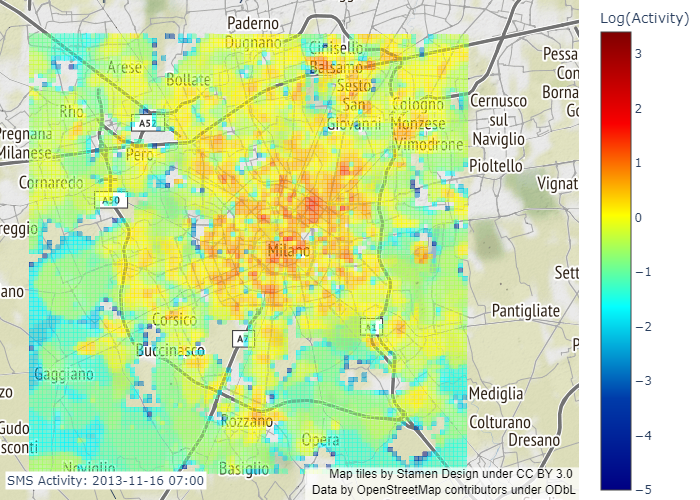 Paderno
Dugnano
Cinisello
Balsamo
Arese
Bollate
Sesto
San
Giovanni
Cologno
Monzese
Vimodrone
Rho
A52
Pero
Pregnana
Milanese
Cornaredo
A50
reggio
Cernusco
sul
Naviglio
Pioltello
Pessa
Con
Borna
Go
Vignat
Milano
ano
Sett
Pantigliate
Corsico
A7
A1
Buccinasco
Gaggiano
P
zo
Gudo
sconti
Rozzano
Opera
Mediglia
Colturano
Dresano
Noviglio
Basiglio
SMS Activity: 2013-11-16 07:00
Map tiles by Stamen Design under CC BY 3.0
Data by OpenStreetMap contributors under ODbL
Log(Activity)
3
2
1
0
−1
−2
−3
−4
−5